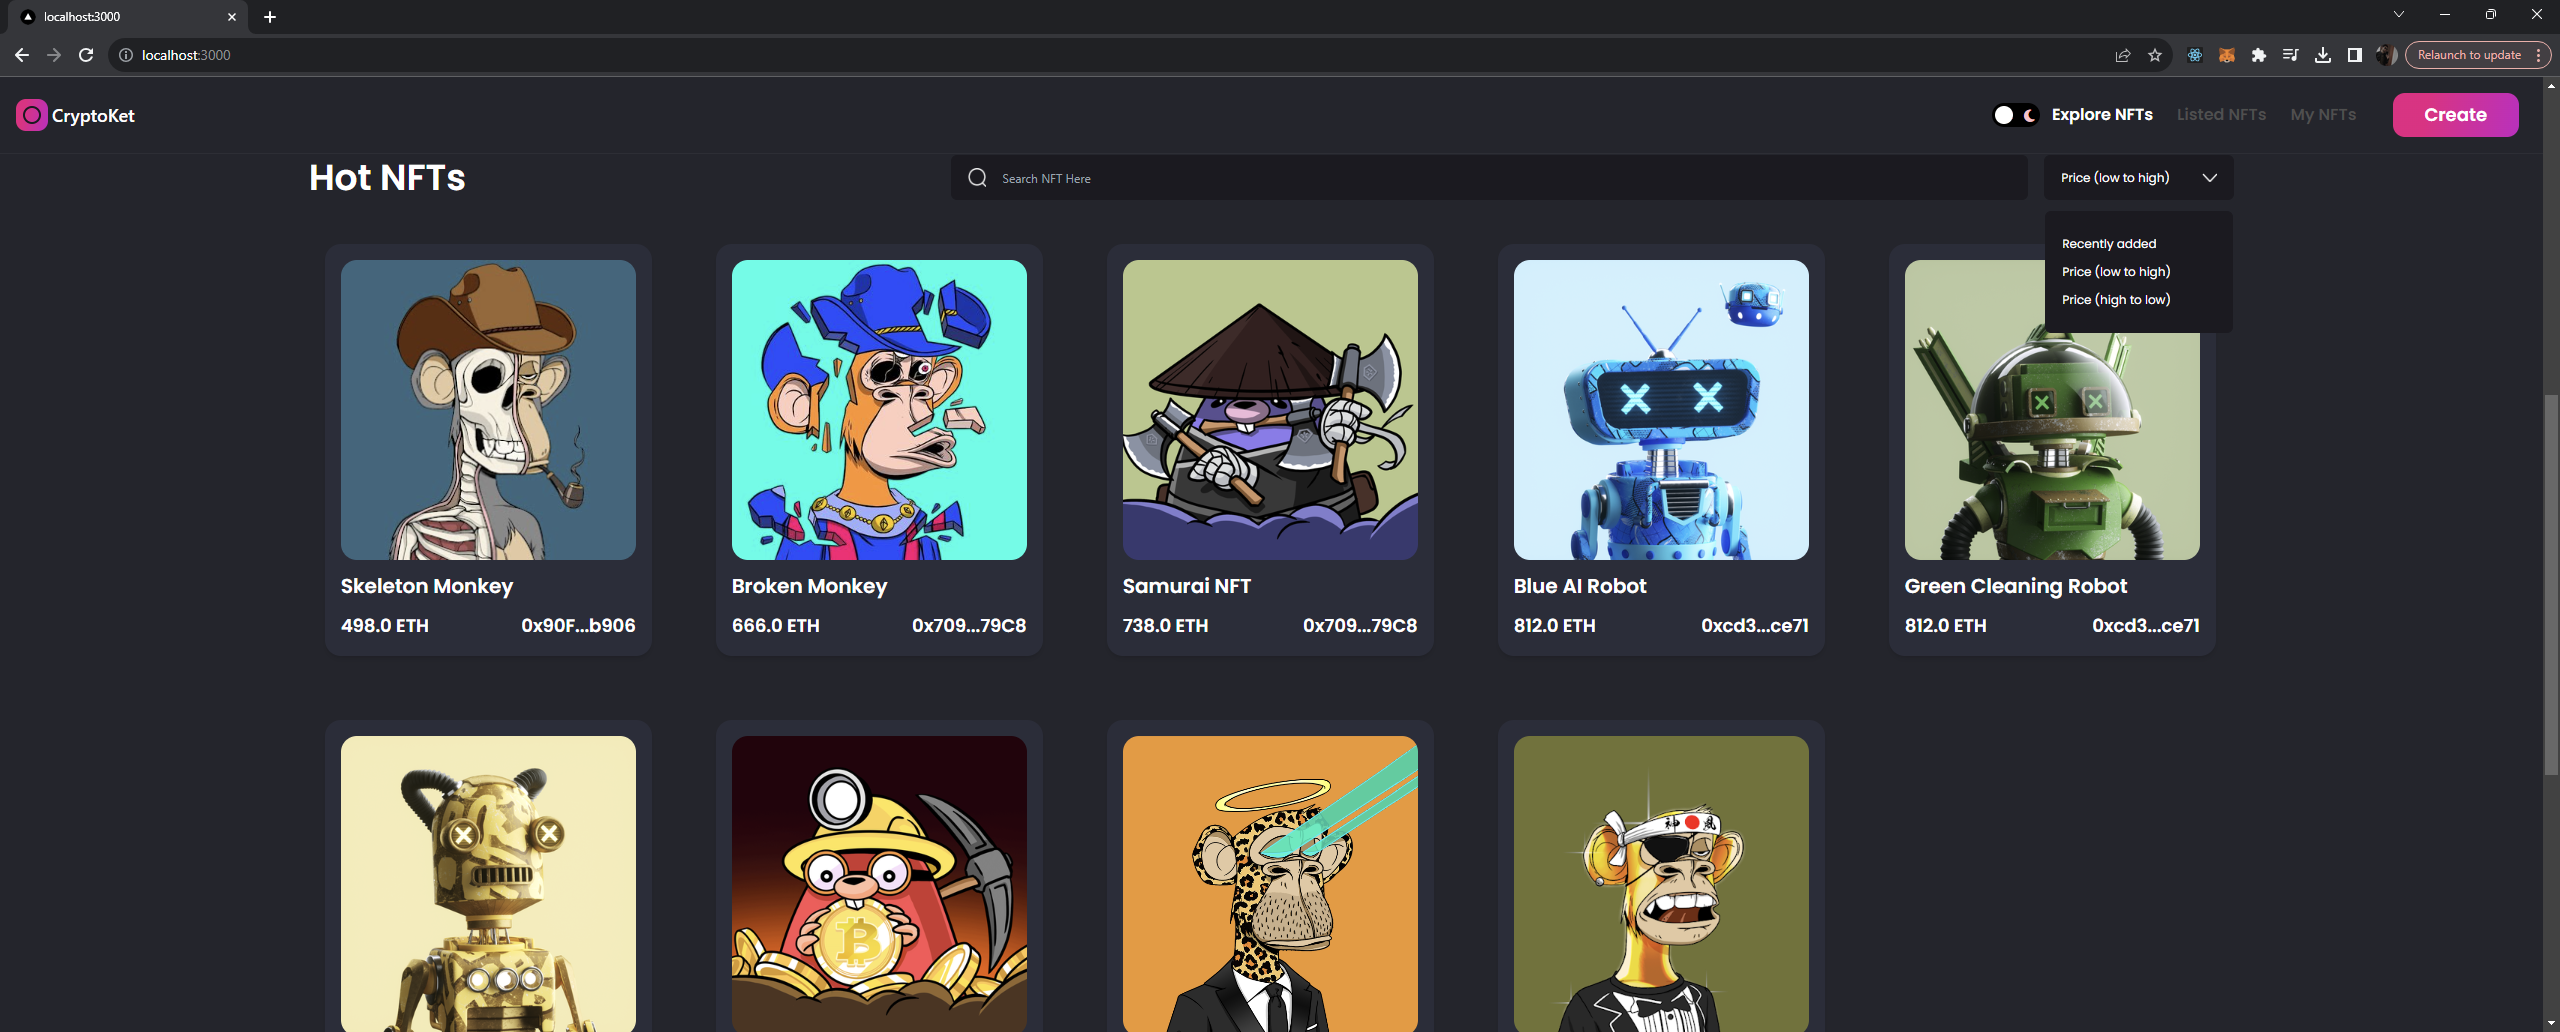 localhost:3000
localhost:3000
Relaunch to update
CryptoKet
Explore NFTs
Listed NFTs
My NFTs
Create
Hot NFTs
Search NFT Here
Price (low to high)
Recently added
Price (low to high)
Price (high to low)
Skeleton Monkey
498.0 ETH
0x90F...b906
Broken Monkey
666.0 ETH
0x709...79C8
Samurai NFT
738.0 ETH
0x709...79C8
Blue AI Robot
812.0 ETH
0xcd3...ce71
Green Cleaning Robot
812.0 ETH
0xcd3...ce71
神風